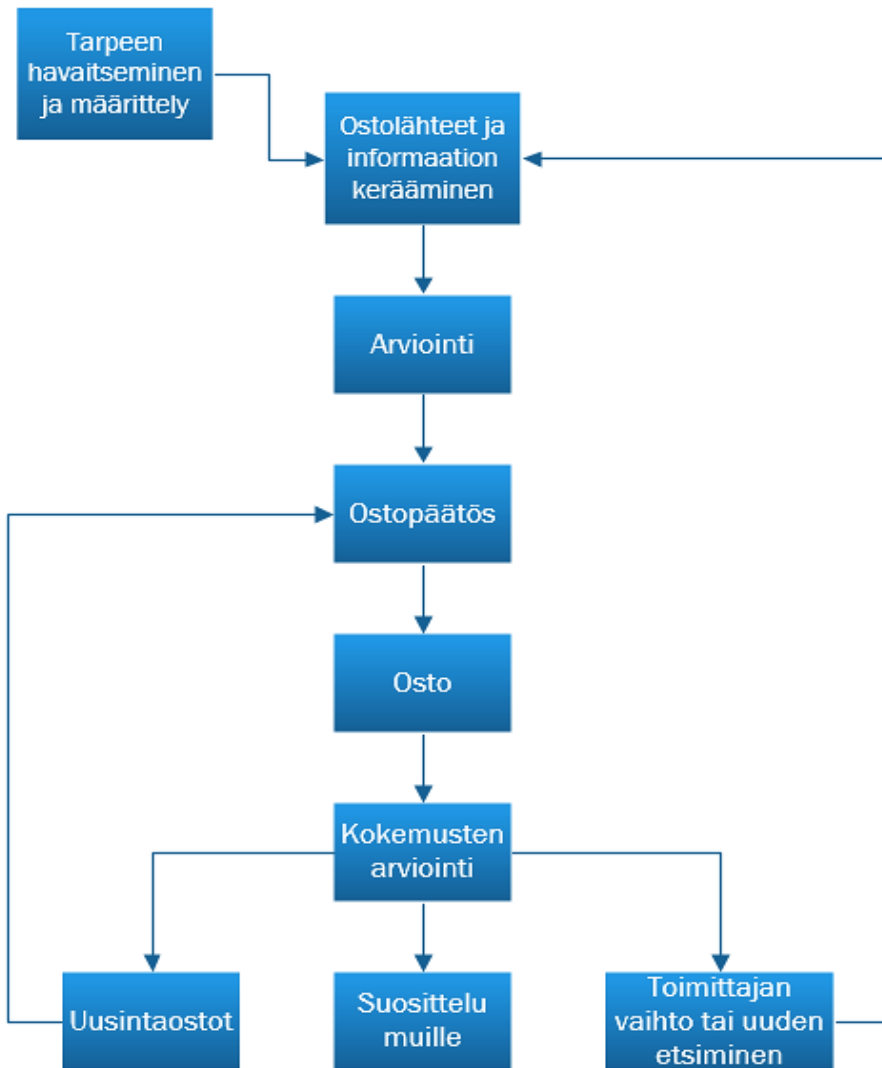 Tarpeen
havaitseminen
ja määrittely
Ostolähteet ja
informaation
kerääminen
Arviointi
Ostopäätös
Osto
Kokemusten
arviointi
Uusintaostot
Suosittelu
muille
Toimittajan
vaihto tai uuden
etsiminen